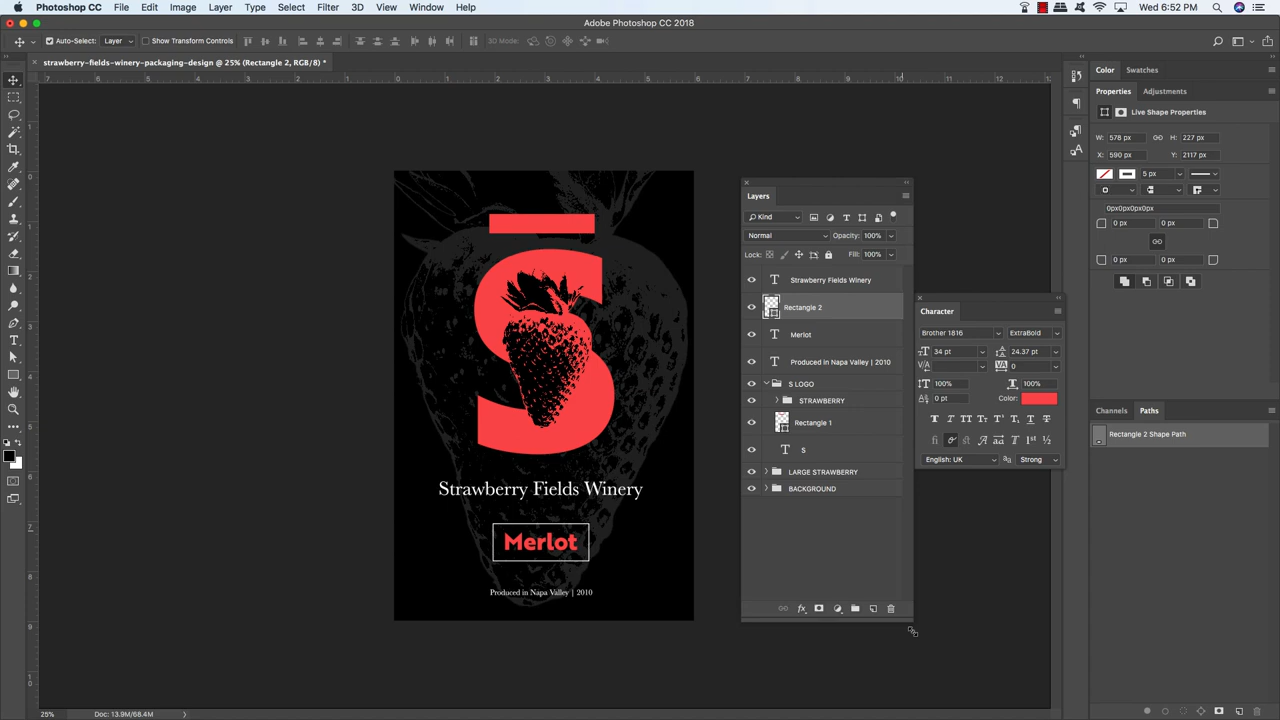 Photoshop CC File Edit Image Layer Type Select Filter 3D View Window Help Wed 6:52 PM
Adobe Photoshop CC 2018
Auto-Select: Layer Show Transform Controls 3D Mode:
strawberry-fields-winery-packaging-design @ 25% (Rectangle 2, RGB/8) *
Color Swatches
Properties Adjustments
Live Shape Properties
W: 578 px H: 227 px
X: 590 px Y: 2117 px
5 px
0px0px0px0px
0 px 0 px
0 px 0 px
Channels Paths
Rectangle 2 Shape Path
Layers
Kind
Normal Opacity: 100%
Lock: Fill: 100%
Strawberry Fields Winery
Rectangle 2
Merlot
Produced in Napa Valley | 2010
S LOGO
STRAWBERRY
Rectangle 1
S
LARGE STRAWBERRY
BACKGROUND
Character
Brother 1816 ExtraBold
34 pt 24.37 pt
0
100% 100%
0 pt Color:
English: UK Strong
S
Strawberry Fields Winery
Merlot
Produced in Napa Valley | 2010
25% Doc: 13.9M/68.4M